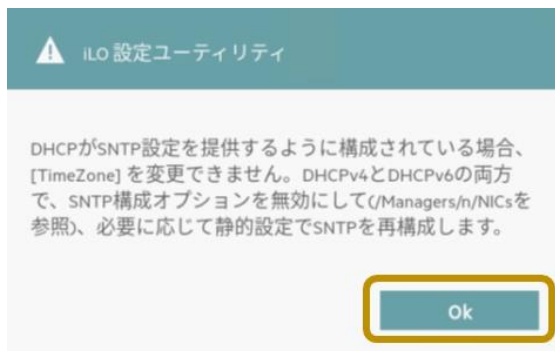 iLO 設定ユーティリティ
DHCPがSNTP設定を提供するように構成されている場合、
[TimeZone] を変更できません。DHCPv4とDHCPv6の両方
で、SNTP構成オプションを無効にして(/Managers/n/NICsを
参照)、必要に応じて静的設定でSNTPを再構成します。
Ok